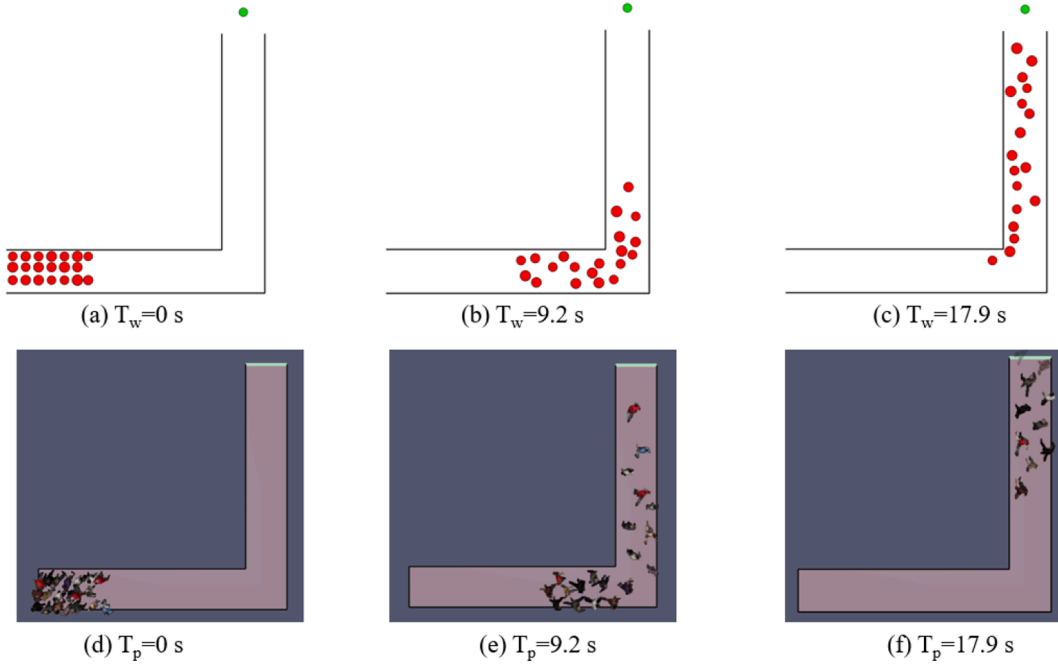 (a) Tw=0 s
(b) Tw=9.2 s
(c) Tw=17.9 s
(d) Tp=0 s
(e) Tp=9.2 s
(f) Tp=17.9 s